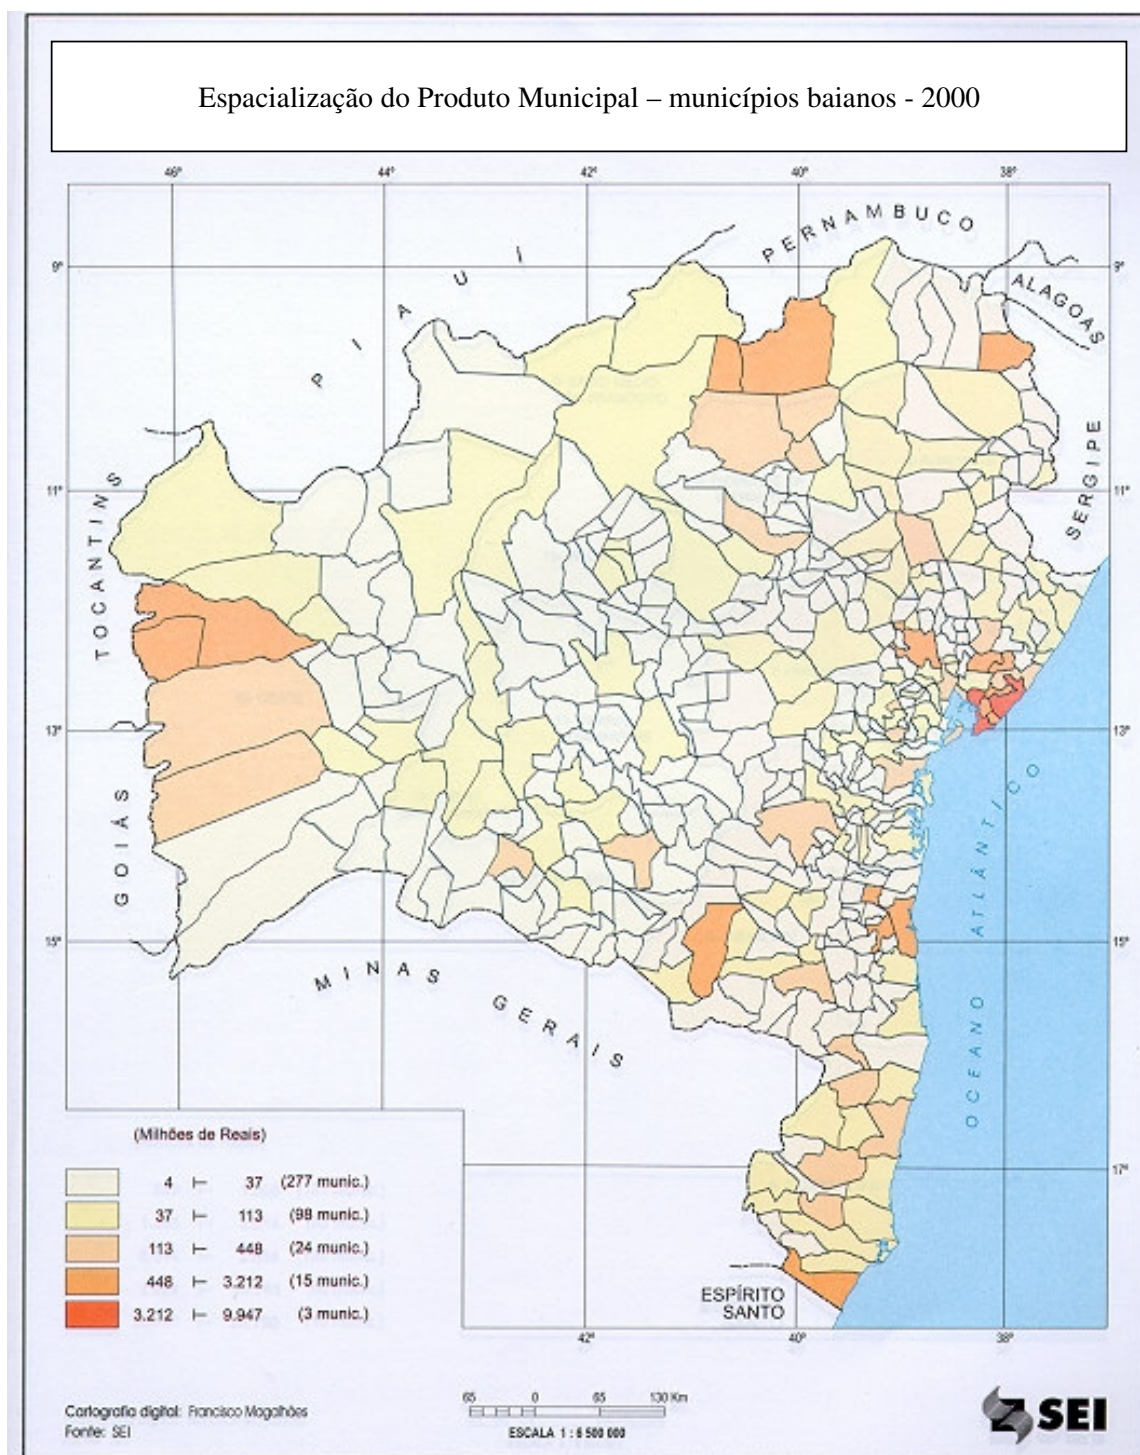 Espacialização do Produto Municipal – municípios baianos - 2000
46° 44° 42° 40° 38°
PERNAMBUCO
9° 9°
PIAUÍ
ALAGOAS
SERGIPE
11° 11°
TOCANTINS
13° 13°
GOIÁS
OCEANO ATLÂNTICO
15° 15°
MINAS GERAIS
17°
(Milhões de Reais)
4 ⊢ 37 (277 munic.)
37 ⊢ 113 (98 munic.)
113 ⊢ 448 (24 munic.)
448 ⊢ 3.212 (15 munic.)
3.212 ⊢ 9.947 (3 munic.)
ESPÍRITO
SANTO
42° 40° 38°
65 0 65 130 Km
ESCALA 1 : 6 500 000
Cartografia digital: Francisco Magalhães
Fonte: SEI
SEI